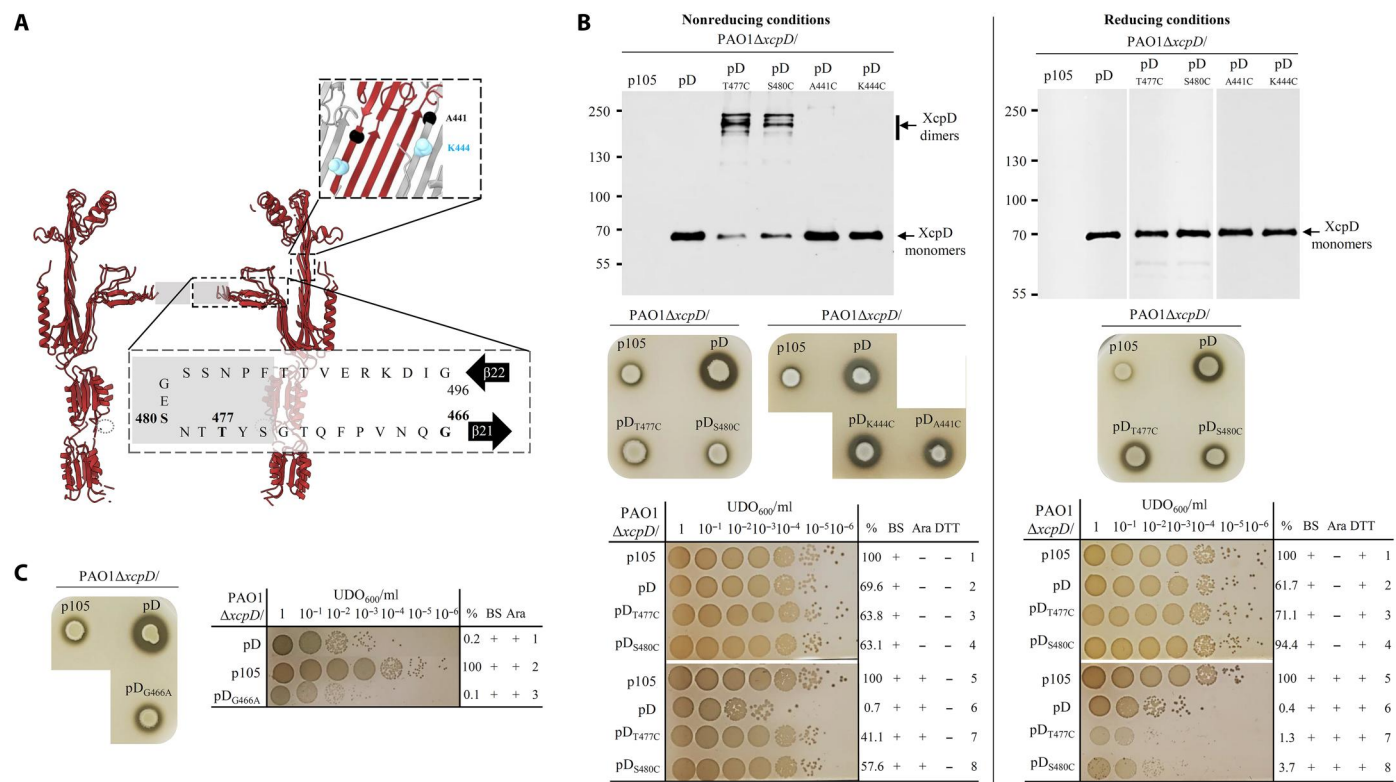 A
A441
K444
S S N P F T T V E R K D I G
β22
G
E
496
480 S
477
466
N T T Y S G T Q F P V N Q G
β21
B
Nonreducing conditions
PAO1ΔxcpD/
p105 pD pD T477C pD S480C pD A441C pD K444C
250
130
100
70
55
XcpD dimers
XcpD monomers
Reducing conditions
PAO1ΔxcpD/
p105 pD pD T477C pD S480C pD A441C pD K444C
250
130
100
70
55
XcpD monomers
PAO1ΔxcpD/
p105 pD
pDT477C pDS480C
PAO1ΔxcpD/
p105 pD
pDK444C pDA441C
PAO1ΔxcpD/
p105 pD
pDT477C pDS480C
PAO1 ΔxcpD/
UDO600/ml
1 10−1 10−2 10−3 10−4 10−5 10−6 % BS Ara DTT
p105 100 + − − 1
pD 69.6 + − − 2
pDT477C 63.8 + − − 3
pDS480C 63.1 + − − 4
p105 100 + + − 5
pD 0.7 + + − 6
pDT477C 41.1 + + − 7
pDS480C 57.6 + + − 8
PAO1 ΔxcpD/
UDO600/ml
1 10−1 10−2 10−3 10−4 10−5 10−6 % BS Ara DTT
p105 100 + − + 1
pD 61.7 + − + 2
pDT477C 71.1 + − + 3
pDS480C 94.4 + − + 4
p105 100 + + + 5
pD 0.4 + + + 6
pDT477C 1.3 + + + 7
pDS480C 3.7 + + + 8
C
PAO1ΔxcpD/
p105 pD
pDG466A
PAO1 ΔxcpD/
UDO600/ml
1 10−1 10−2 10−3 10−4 10−5 10−6 % BS Ara
pD 0.2 + + 1
p105 100 + + 2
pDG466A 0.1 + + 3